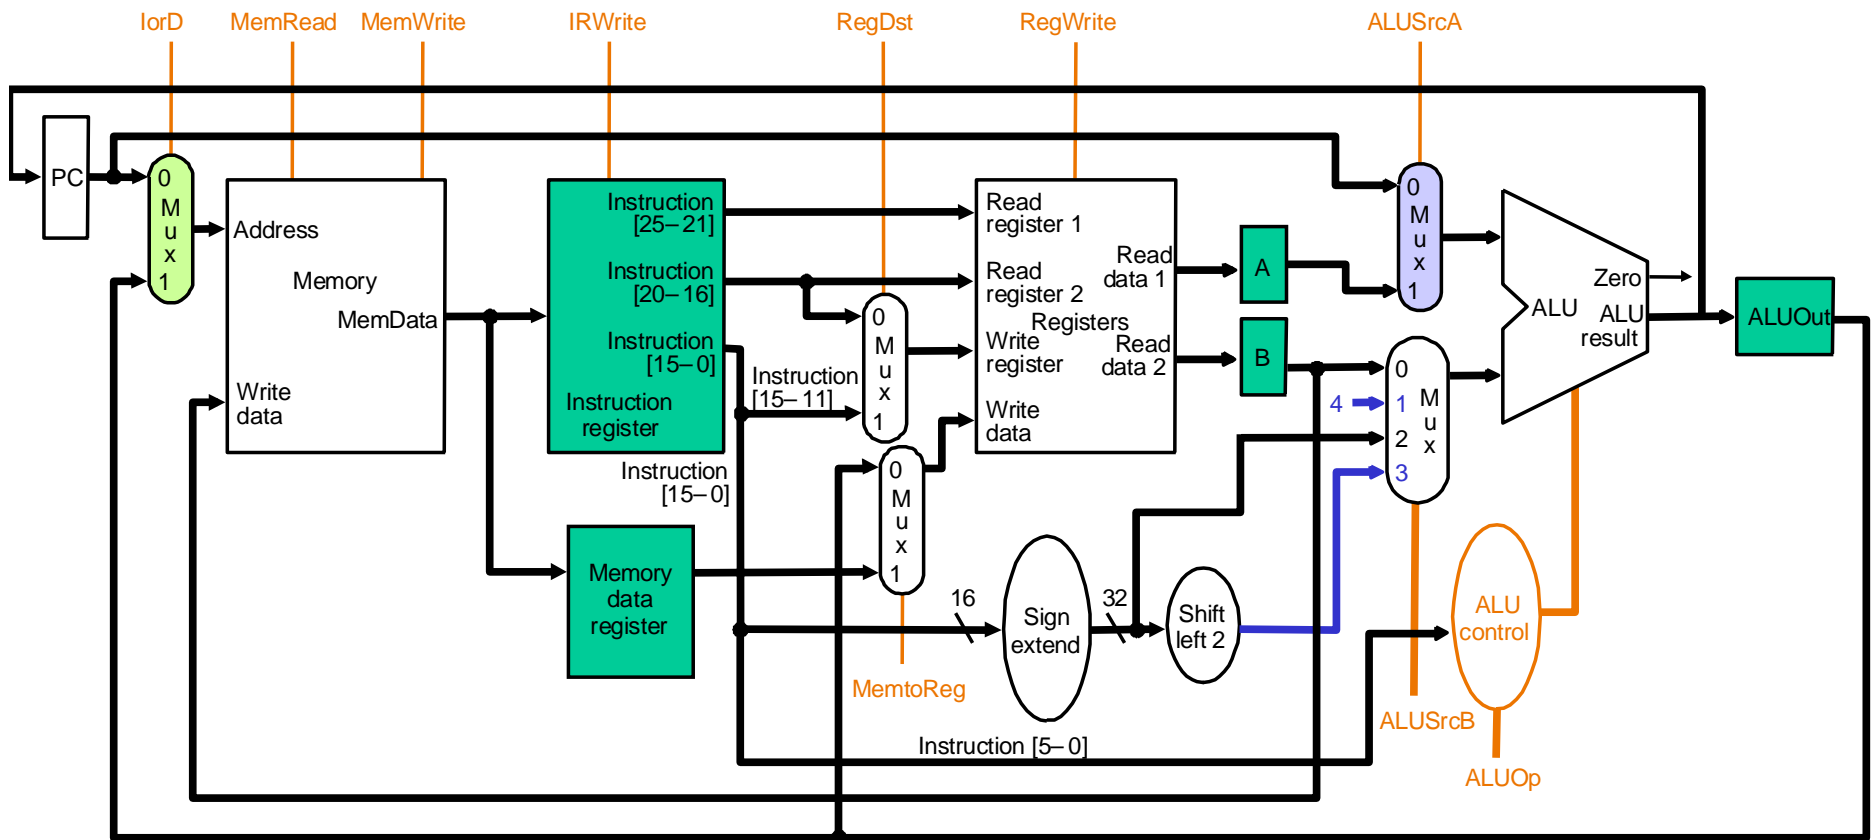 IorD
MemRead
MemWrite
IRWrite
RegDst
RegWrite
ALUSrcA
PC
0
M
u
x
1
Address
Memory
MemData
Write
data
Instruction
[25–21]
Instruction
[20–16]
Instruction
[15–0]
Instruction
register
Instruction
[15–11]
Instruction
[15–0]
0
M
u
x
1
0
M
u
x
1
Memory
data
register
MemtoReg
Read
register 1
Read
register 2
Registers
Write
register
Write
data
Read
data 1
Read
data 2
A
B
16
Sign
extend
32
Shift
left 2
Instruction [5–0]
0
M
u
x
1
4
0
1
2
3
M
u
x
Zero
ALU
ALU
result
ALUOut
ALU
control
ALUSrcB
ALUOp